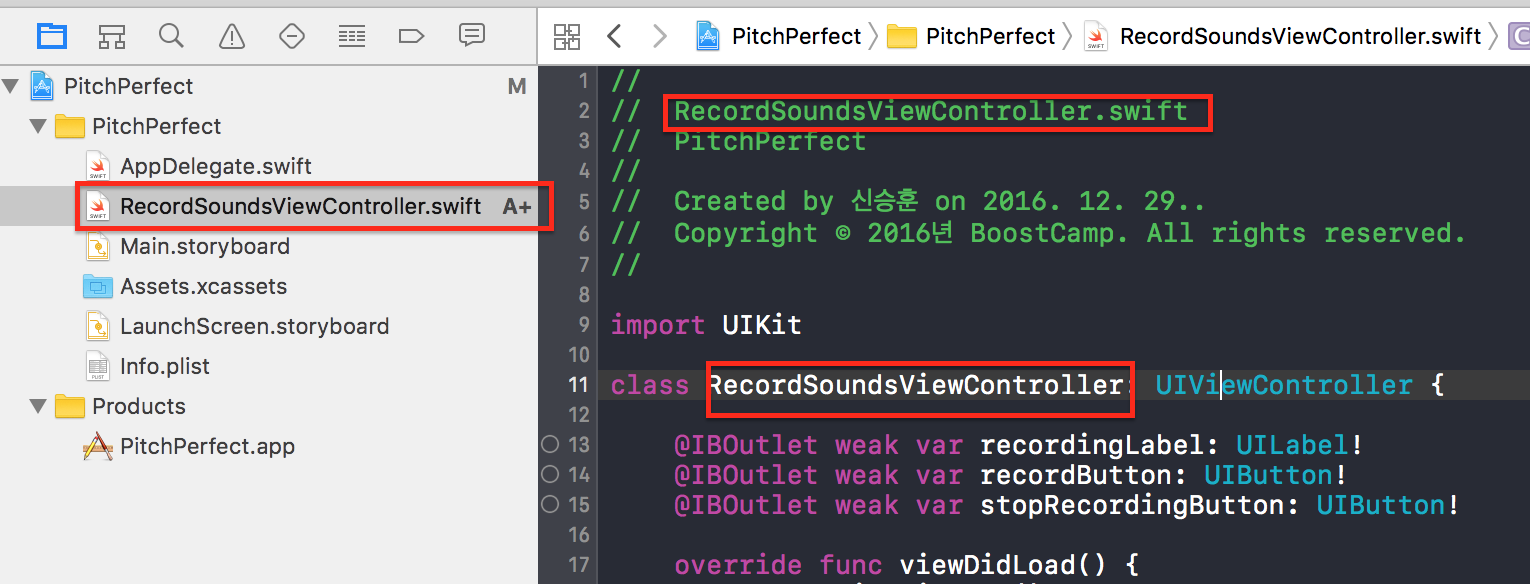 PitchPerfect
PitchPerfect
RecordSoundsViewController.swift
PitchPerfect M
PitchPerfect
AppDelegate.swift
RecordSoundsViewController.swift A+
Main.storyboard
Assets.xcassets
LaunchScreen.storyboard
Info.plist
Products
PitchPerfect.app
1 //
2 // RecordSoundsViewController.swift
3 // PitchPerfect
4 //
5 // Created by 신승훈 on 2016. 12. 29..
6 // Copyright © 2016년 BoostCamp. All rights reserved.
7 //
8
9 import UIKit
10
11 class RecordSoundsViewController: UIViewController {
12
13 @IBOutlet weak var recordingLabel: UILabel!
14 @IBOutlet weak var recordButton: UIButton!
15 @IBOutlet weak var stopRecordingButton: UIButton!
16
17 override func viewDidLoad() {